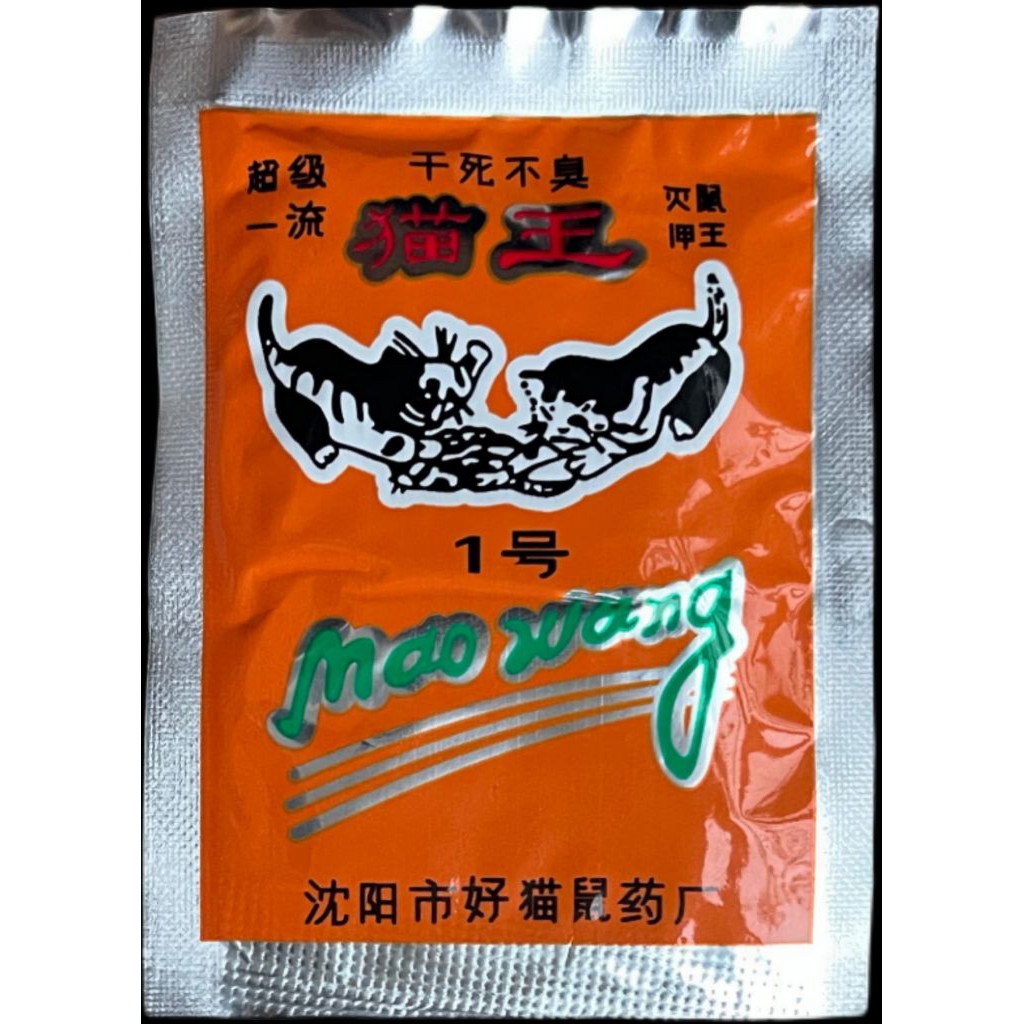 超级
一流
干死不臭
灭鼠
呷王
猫王
1号
mao wang
沈阳市好猫鼠药厂